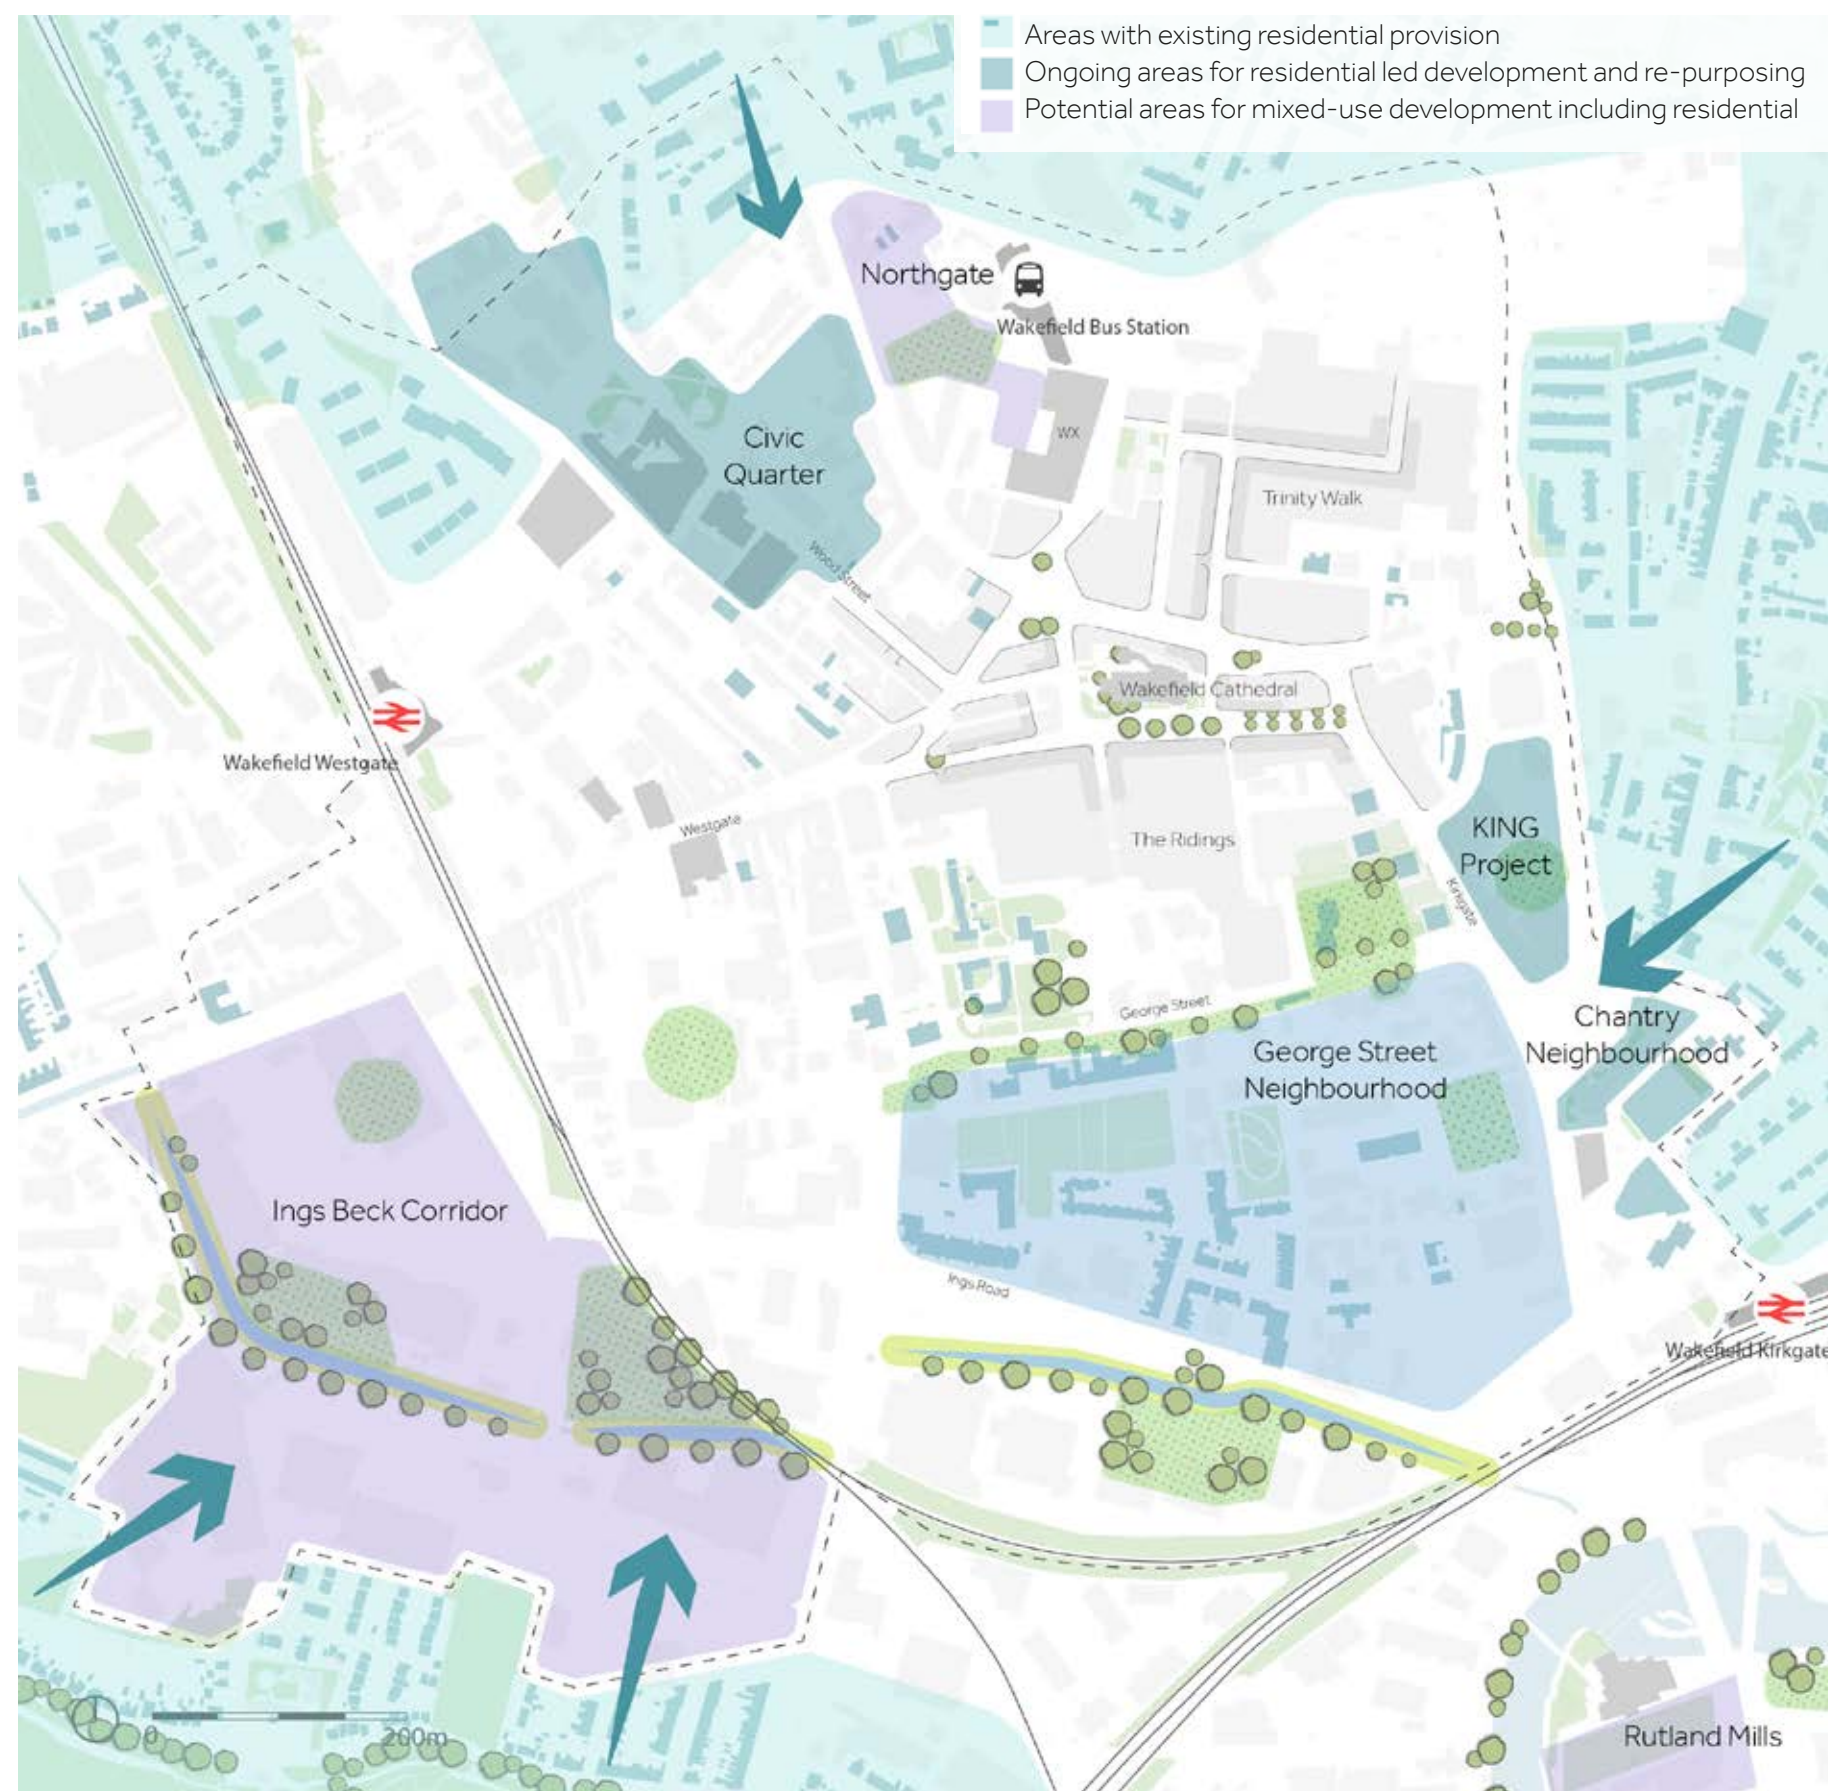 Areas with existing residential provision
Ongoing areas for residential led development and re-purposing
Potential areas for mixed-use development including residential
Northgate
Wakefield Bus Station
WX
Civic
Quarter
Trinity Walk
Wood Street
Wakefield Cathedral
Wakefield Westgate
Westgate
The Ridings
KING
Project
Kirkgate
George Street
Chantry
Neighbourhood
George Street
Neighbourhood
Ings Beck Corridor
Ings Road
Wakefield Kirkgate
0
200m
Rutland Mills